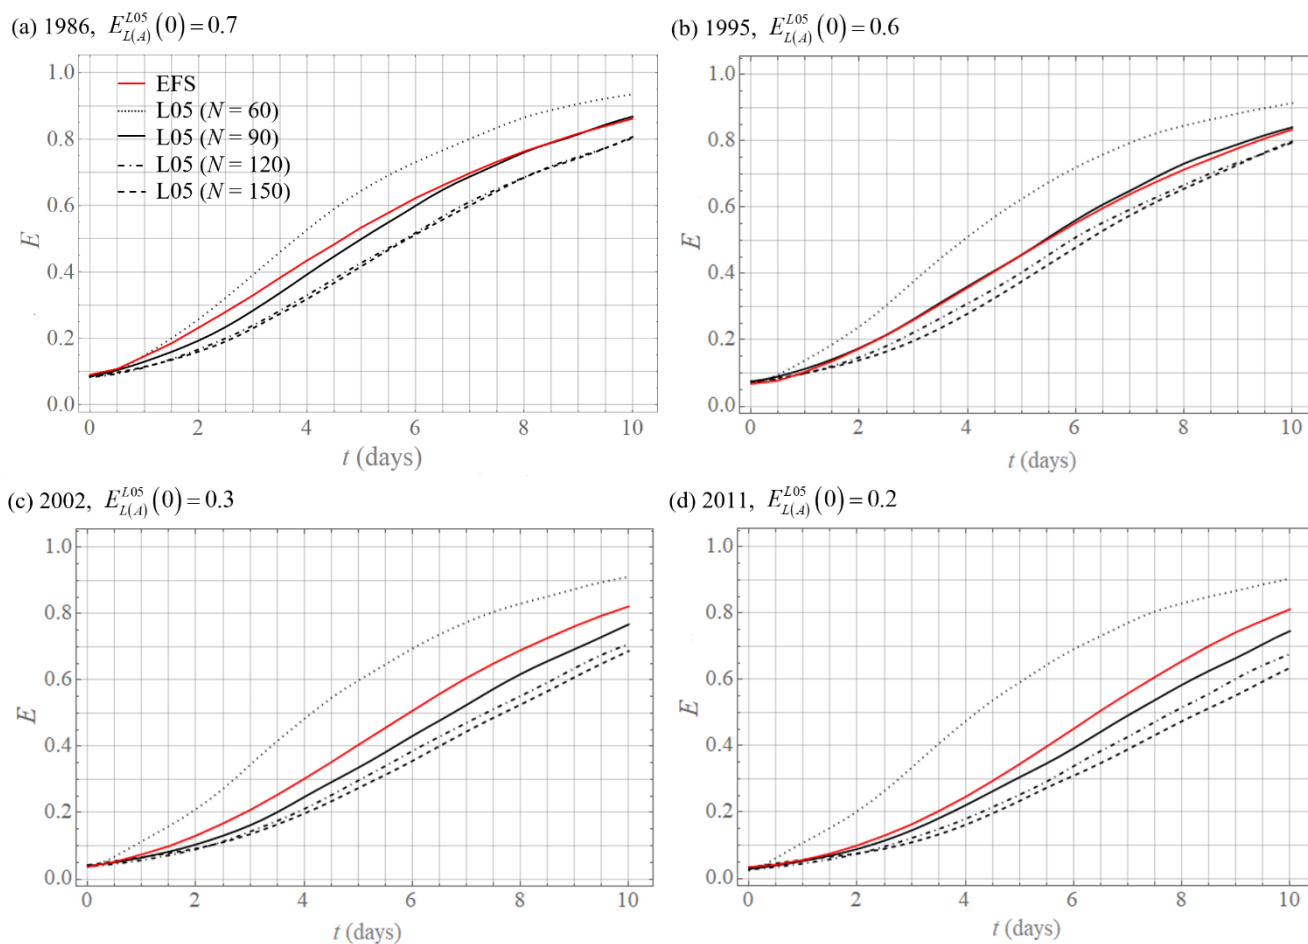 (a) 1986, E_{L(A)}^{L05}(0) = 0.7
1.0
0.8
0.6
0.4
0.2
0.0
E
EFS
L05 (N = 60)
L05 (N = 90)
L05 (N = 120)
L05 (N = 150)
0 2 4 6 8 10
t (days)
(b) 1995, E_{L(A)}^{L05}(0) = 0.6
1.0
0.8
0.6
0.4
0.2
0.0
E
0 2 4 6 8 10
t (days)
(c) 2002, E_{L(A)}^{L05}(0) = 0.3
1.0
0.8
0.6
0.4
0.2
0.0
E
0 2 4 6 8 10
t (days)
(d) 2011, E_{L(A)}^{L05}(0) = 0.2
1.0
0.8
0.6
0.4
0.2
0.0
E
0 2 4 6 8 10
t (days)